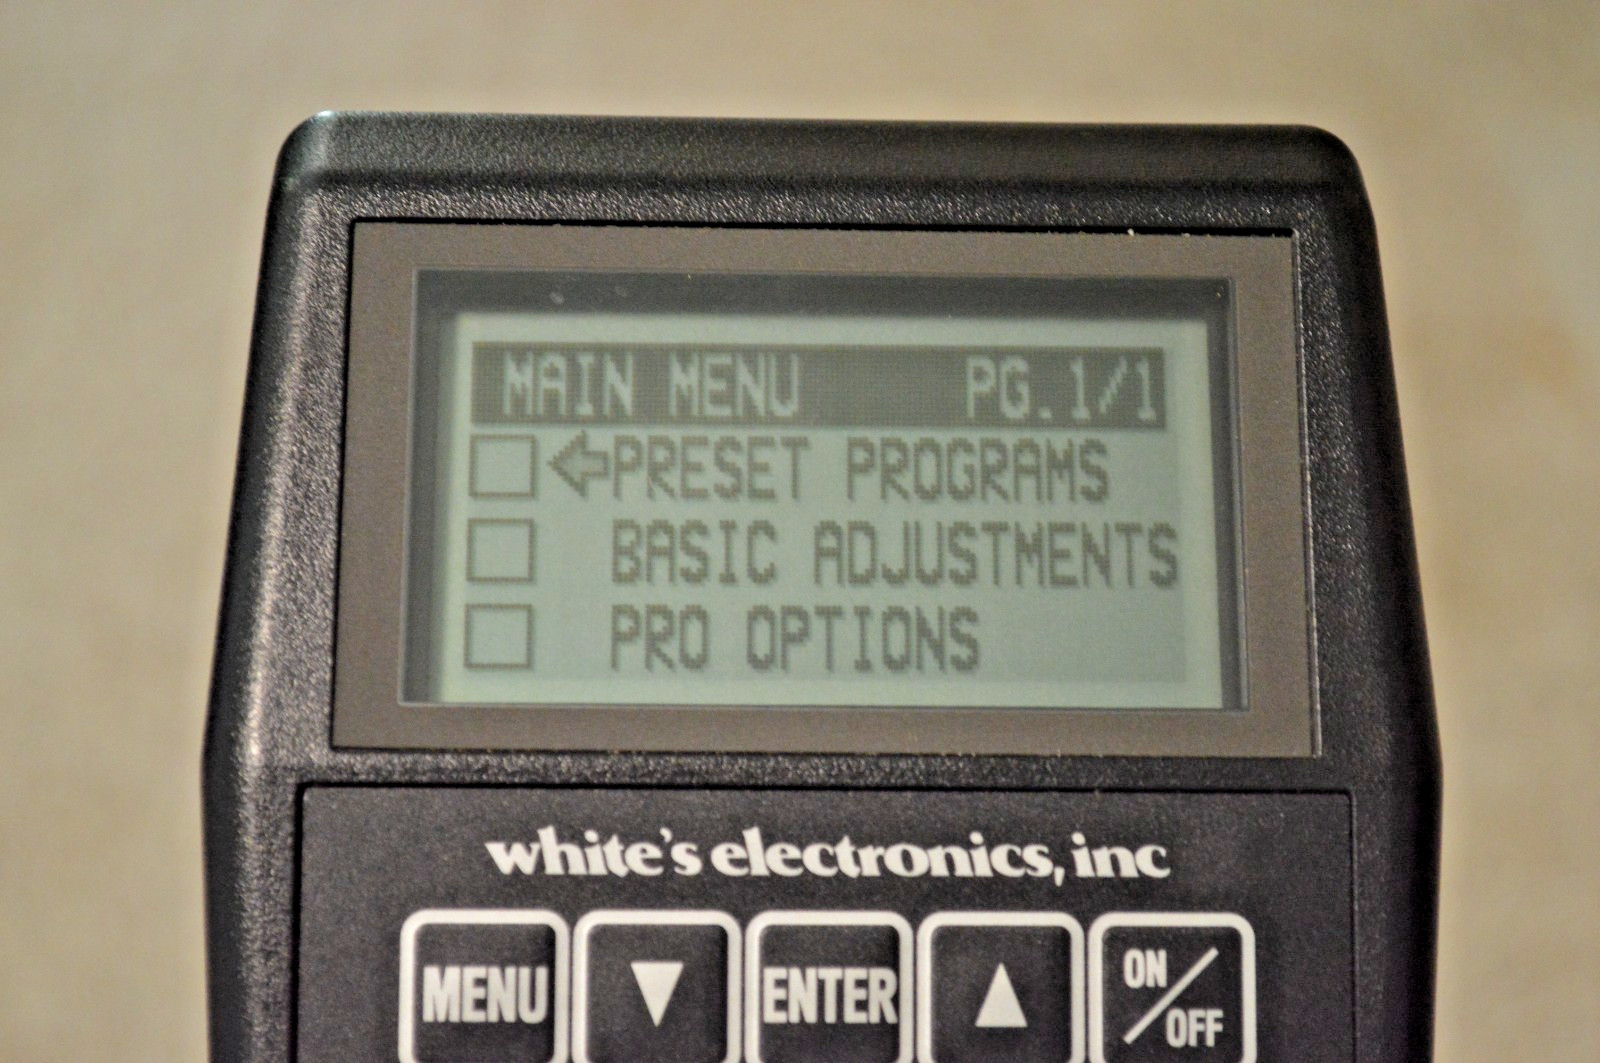 MAIN MENU PG.1/1
PRESET PROGRAMS
BASIC ADJUSTMENTS
PRO OPTIONS
white's electronics, inc
MENU ENTER ON/OFF